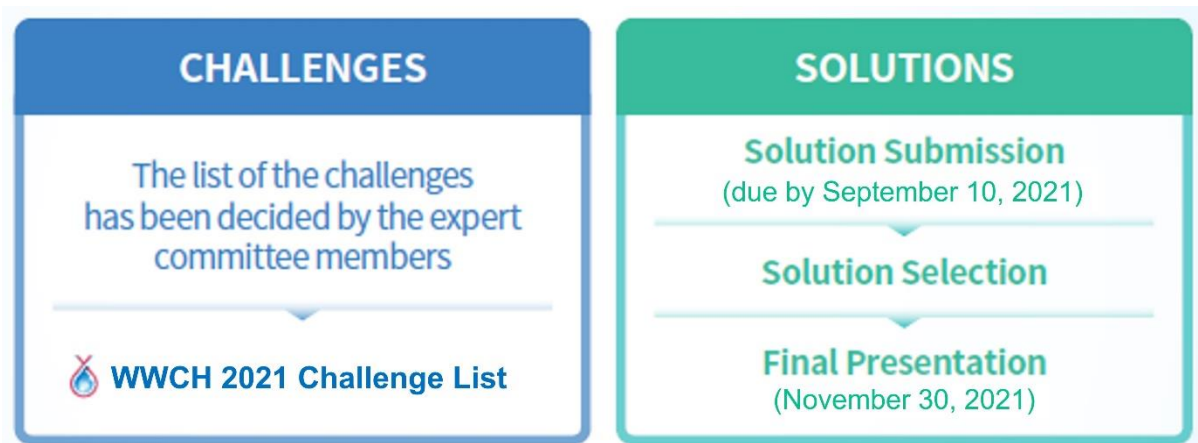 CHALLENGES
The list of the challenges
has been decided by the expert
committee members
WWCH 2021 Challenge List
SOLUTIONS
Solution Submission
(due by September 10, 2021)
Solution Selection
Final Presentation
(November 30, 2021)